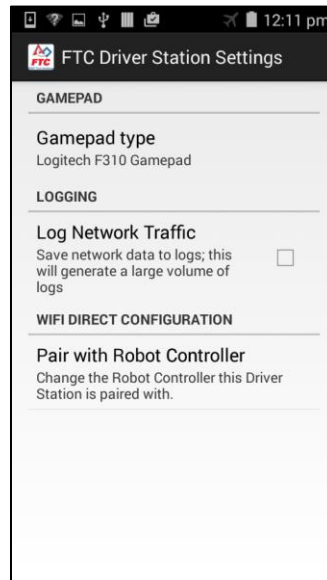 12:11 pm
FTC
FTC Driver Station Settings
GAMEPAD
Gamepad type
Logitech F310 Gamepad
LOGGING
Log Network Traffic
Save network data to logs; this
will generate a large volume of
logs
WIFI DIRECT CONFIGURATION
Pair with Robot Controller
Change the Robot Controller this Driver
Station is paired with.